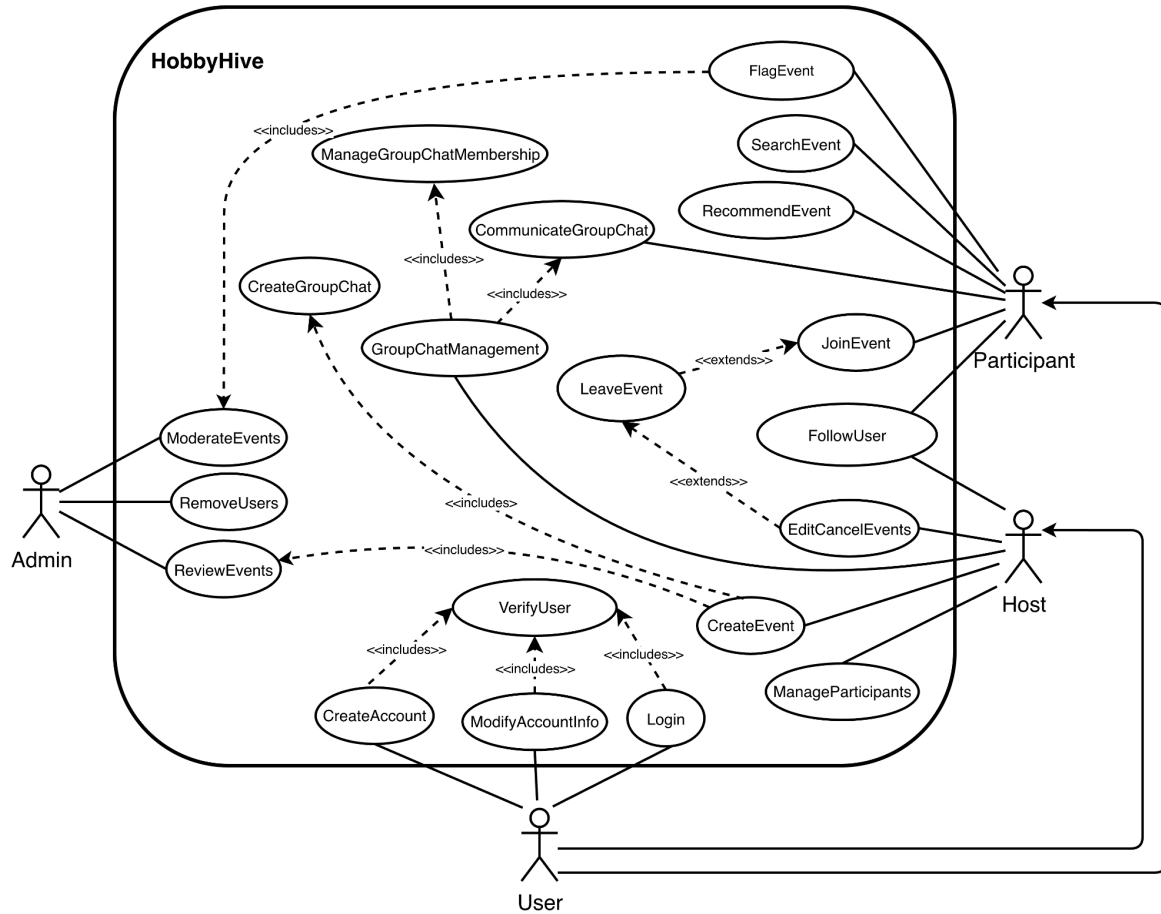 HobbyHive
FlagEvent
<<includes>>
SearchEvent
ManageGroupChatMembership
RecommendEvent
CommunicateGroupChat
<<includes>>
CreateGroupChat
<<includes>>
GroupChatManagement
JoinEvent
<<extends>>
Participant
LeaveEvent
ModerateEvents
FollowUser
<<extends>>
RemoveUsers
<<includes>
EditCancelEvents
Admin
<<includes>>
ReviewEvents
Host
VerifyUser
CreateEvent
<<includes>>
<<includes>>
<<includes>>
ManageParticipants
CreateAccount
ModifyAccountInfo
Login
User